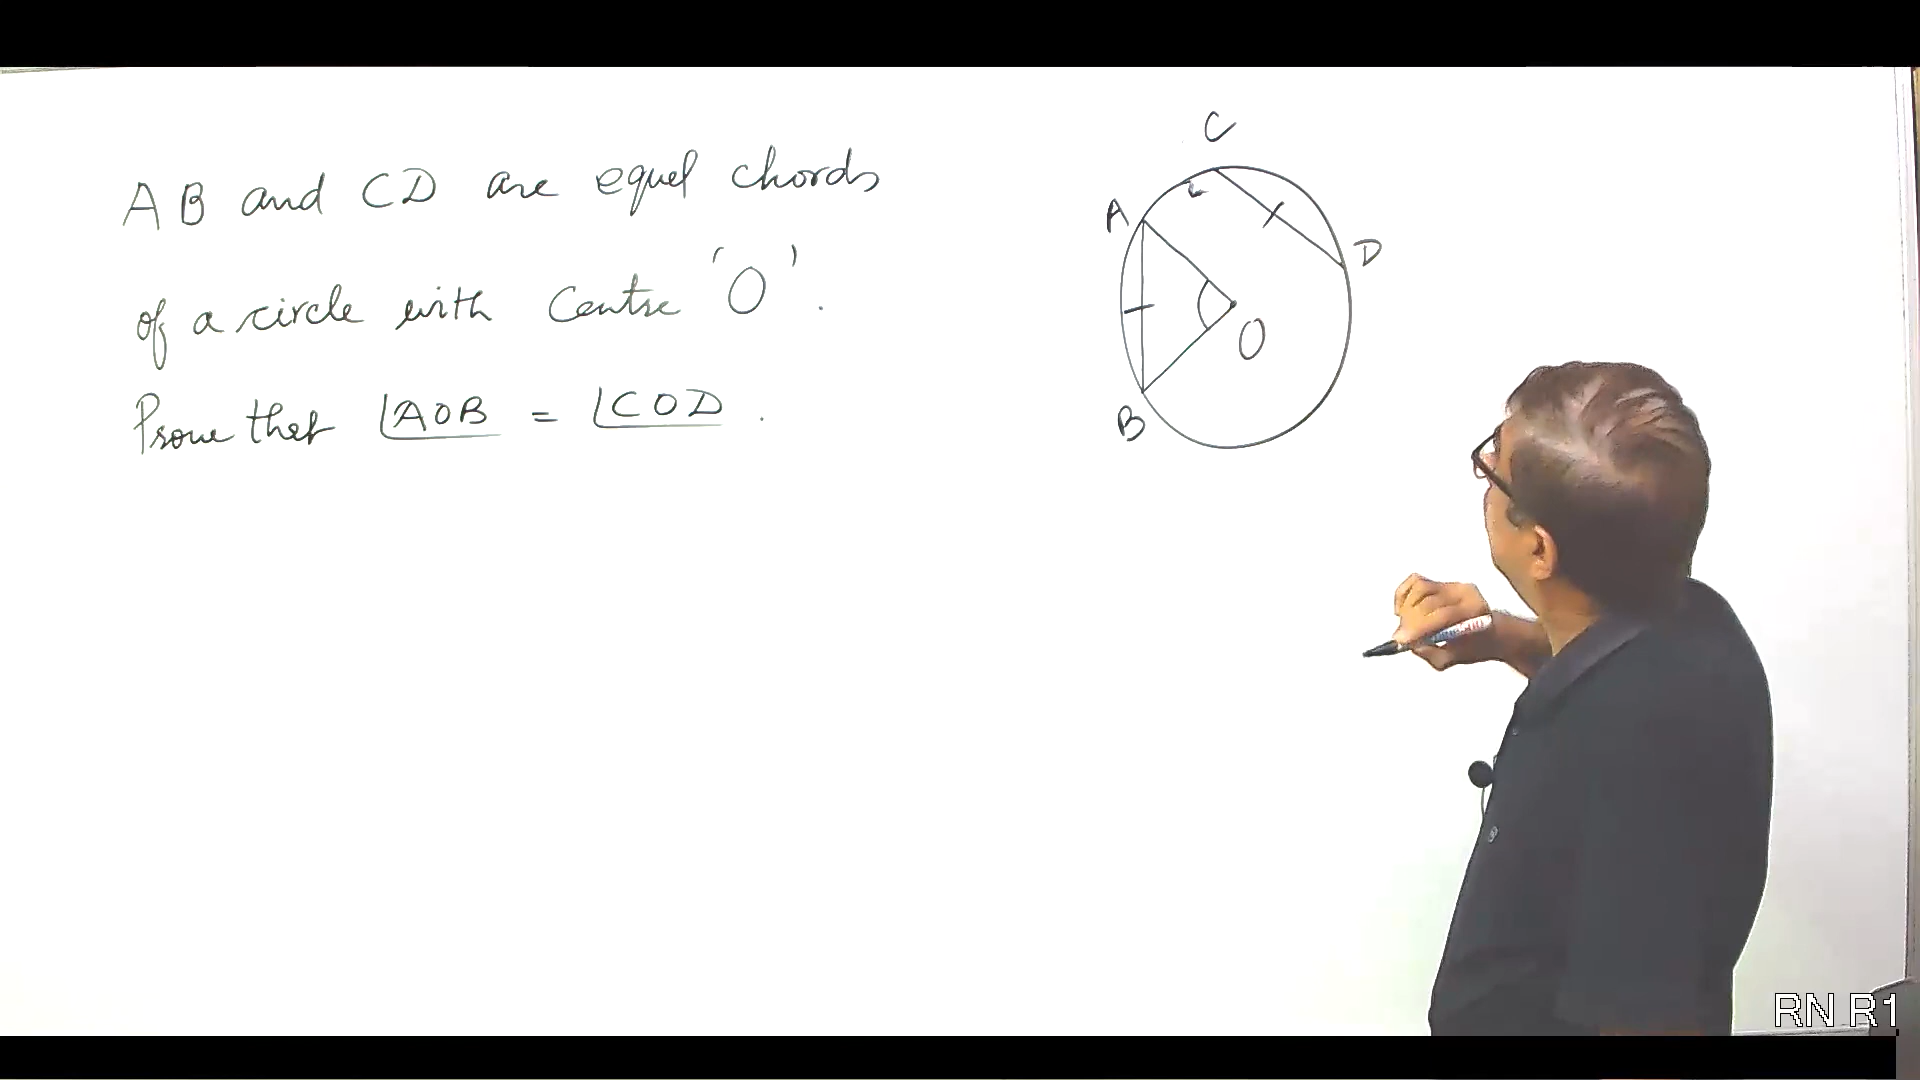 AB and CD are equal chords
of a circle with centre 'O'.
Prove that ∠AOB = ∠COD.
C
A
D
O
B
RN R1